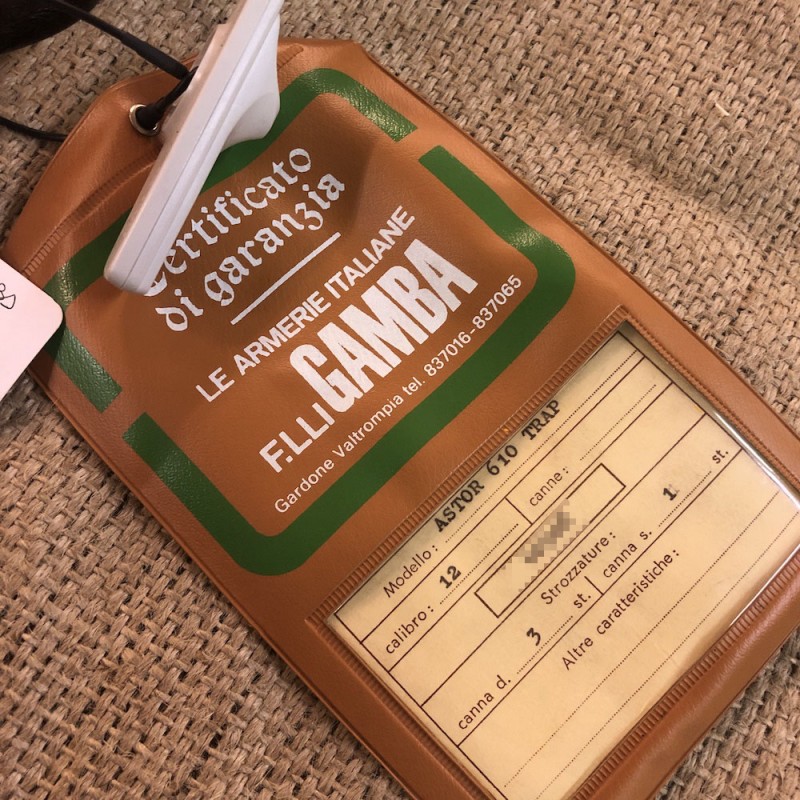 Certificato
di garanzia
LE ARMERIE ITALIANE
F.LLI GAMBA
Gardone Valtrompia tel. 837016-837065
Modello: ASTOR 610 TRAP
calibro: 12 canne:
Strozzature:
canna d. 3 st. canna s. 1 st.
Altre caratteristiche: